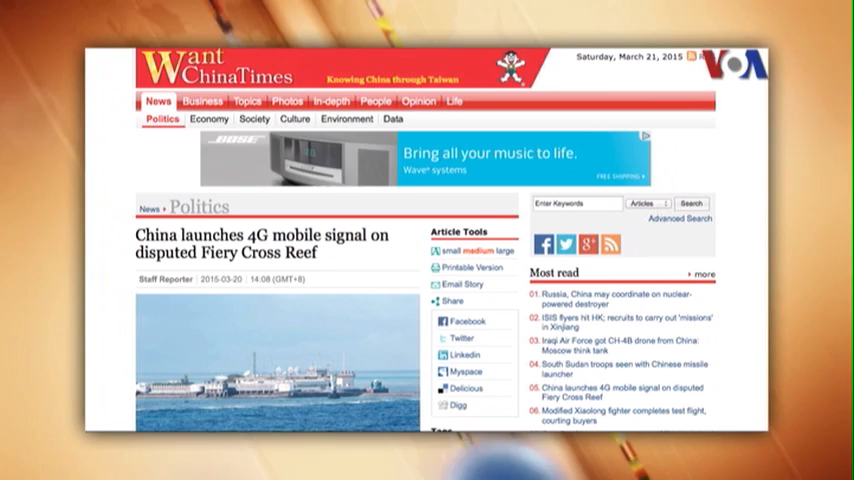 Want
ChinaTimes
Knowing China through Taiwan
Saturday, March 21, 2015
VOA
News Business Topics Photos In-depth People Opinion Life
Politics Economy Society Culture Environment Data
BOSE
Bring all your music to life.
Wave® systems
FREE SHIPPING
News › Politics
China launches 4G mobile signal on
disputed Fiery Cross Reef
Staff Reporter | 2015-03-20 | 14:08 (GMT+8)
Article Tools
small medium large
Printable Version
Email Story
Share
Facebook
Twitter
Linkedin
Myspace
Delicious
Digg
Enter Keywords Articles Search
Advanced Search
Most read
› more
01. Russia, China may coordinate on nuclear-
powered destroyer
02. ISIS flyers hit HK; recruits to carry out 'missions'
in Xinjiang
03. Iraqi Air Force got CH-4B drone from China:
Moscow think tank
04. South Sudan troops seen with Chinese missile
launcher
05. China launches 4G mobile signal on disputed
Fiery Cross Reef
06. Modified Xiaolong fighter completes test flight,
courting buyers